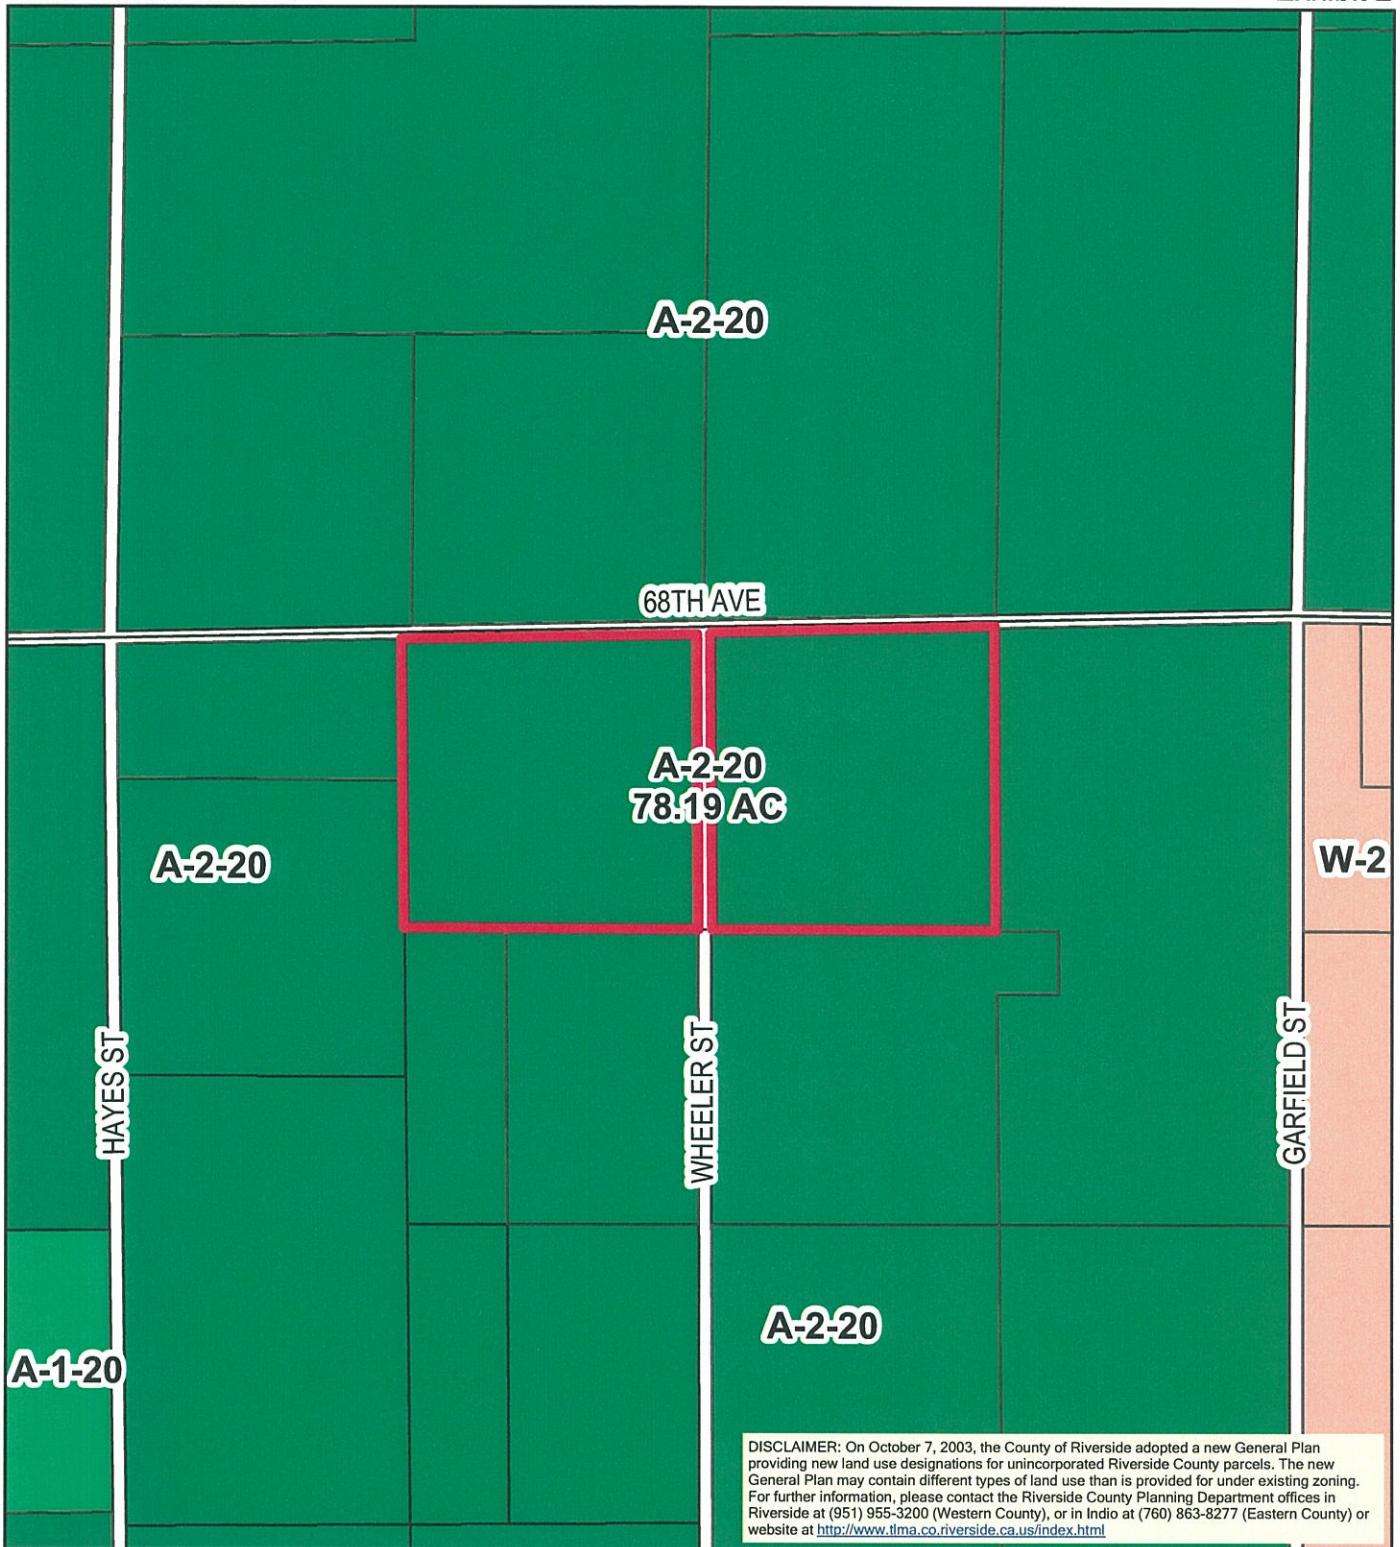 A-2-20
68TH AVE
A-2-20
78.19 AC
A-2-20
W-2
HAYES ST
WHEELER ST
GARFIELD ST
A-2-20
A-1-20
DISCLAIMER: On October 7, 2003, the County of Riverside adopted a new General Plan
providing new land use designations for unincorporated Riverside County parcels. The new
General Plan may contain different types of land use than is provided for under existing zoning.
For further information, please contact the Riverside County Planning Department offices in
Riverside at (951) 955-3200 (Western County), or in Indio at (760) 863-8277 (Eastern County) or
website at http://www.tlma.co.riverside.ca.us/index.html